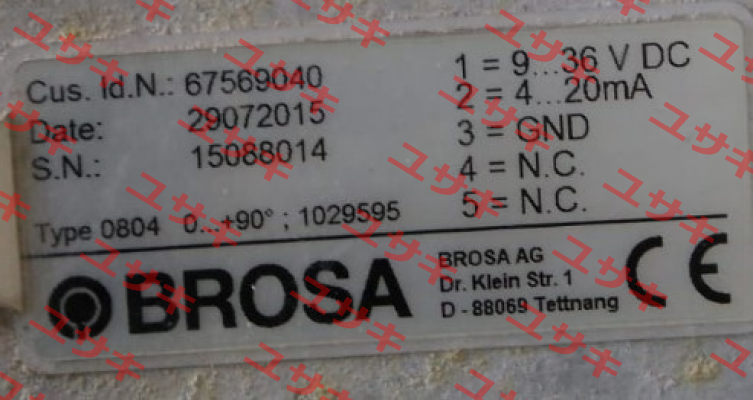 Cus. Id.N.: 67569040
Date: 29072015
S.N.: 15088014
Type 0804 0...+90° ; 1029595
1 = 9...36 V DC
2 = 4...20mA
3 = GND
4 = N.C.
5 = N.C.
BROSA
BROSA AG
Dr. Klein Str. 1
D - 88069 Tettnang
CE
ユサキ